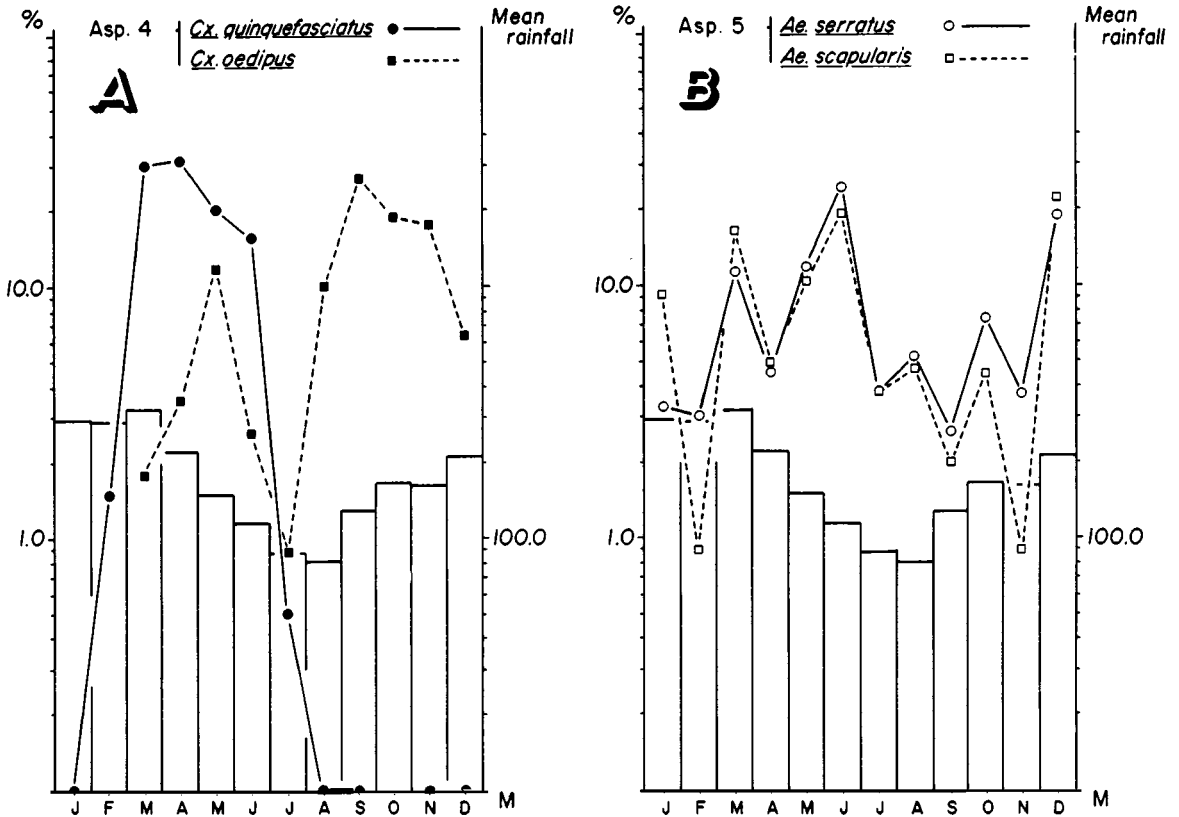 %
Asp. 4
Cx. quinquefasciatus
Cx. oedipus
Mean
rainfall
A
10.0
1.0
100.0
J F M A M J J A S O N D M
%
Asp. 5
Ae. serratus
Ae. scapularis
Mean
rainfall
B
10.0
1.0
100.0
J F M A M J J A S O N D M